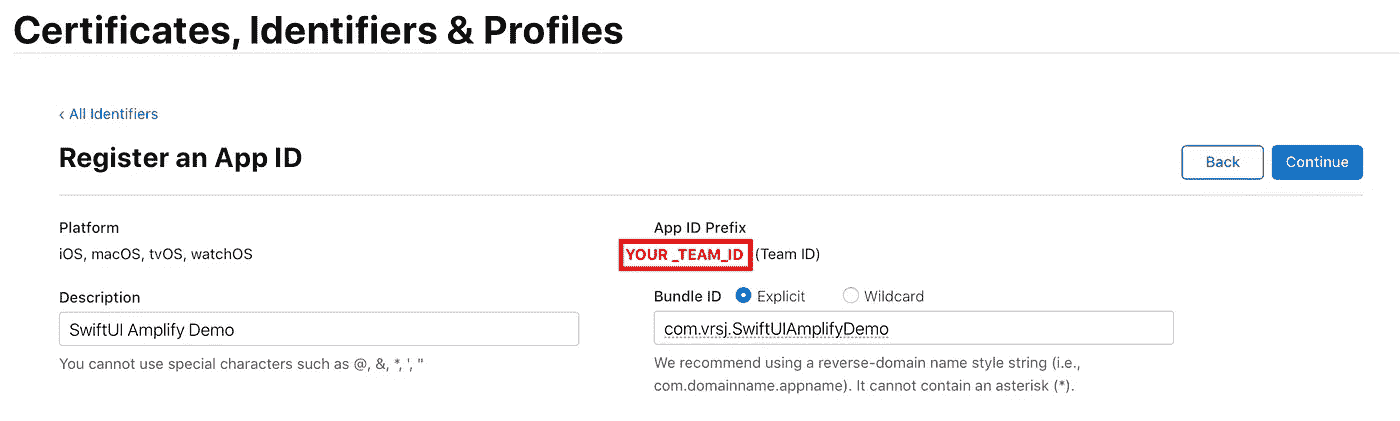 Certificates, Identifiers & Profiles
‹ All Identifiers
Register an App ID
Back
Continue
Platform
iOS, macOS, tvOS, watchOS
App ID Prefix
YOUR _TEAM_ID (Team ID)
Description
SwiftUI Amplify Demo
You cannot use special characters such as @, &, *, ', "
Bundle ID Explicit Wildcard
com.vrsj.SwiftUIAmplifyDemo
We recommend using a reverse-domain name style string (i.e.,
com.domainname.appname). It cannot contain an asterisk (*).